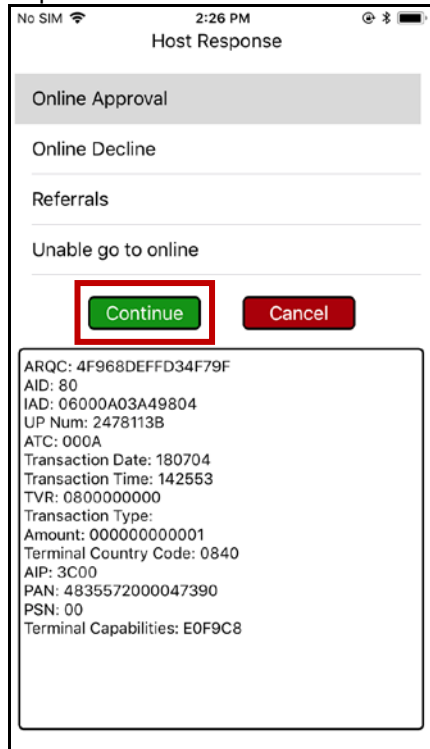 No SIM 2:26 PM
Host Response
Online Approval
Online Decline
Referrals
Unable go to online
Continue Cancel
ARQC: 4F968DEFFD34F79F
AID: 80
IAD: 06000A03A49804
UP Num: 2478113B
ATC: 000A
Transaction Date: 180704
Transaction Time: 142553
TVR: 0800000000
Transaction Type:
Amount: 000000000001
Terminal Country Code: 0840
AIP: 3C00
PAN: 4835572000047390
PSN: 00
Terminal Capabilities: E0F9C8